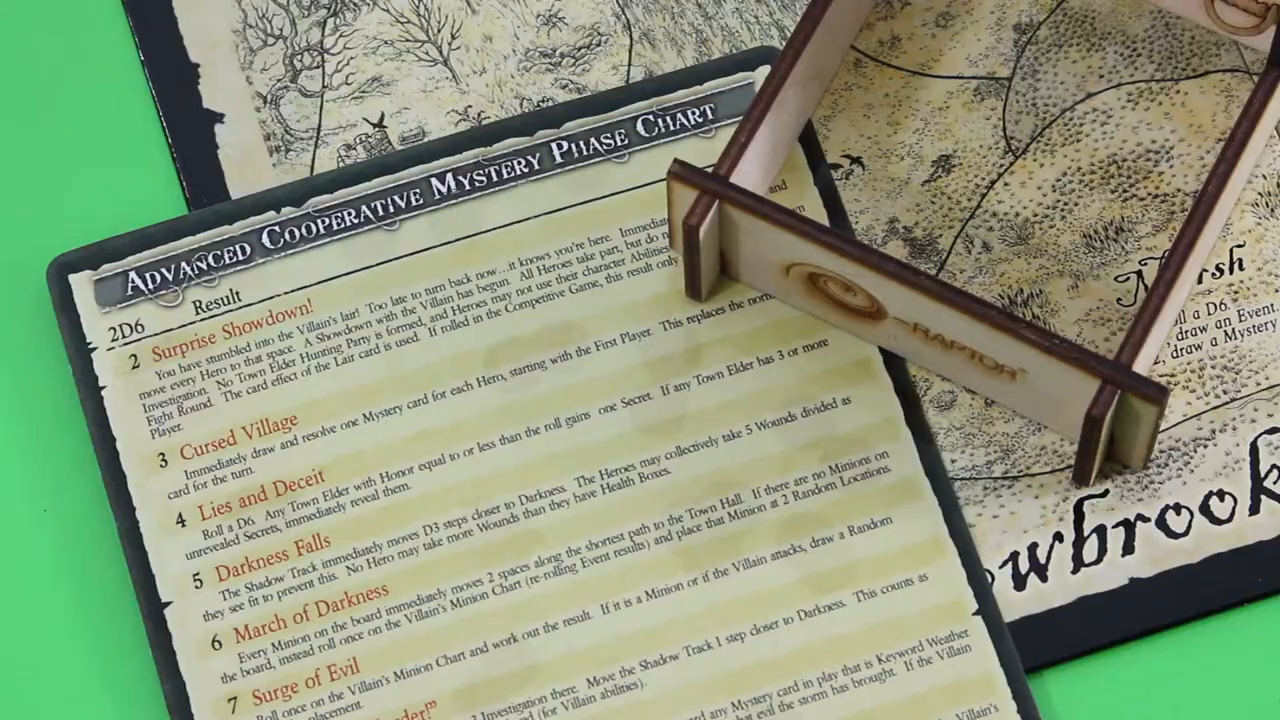 ADVANCED COOPERATIVE MYSTERY PHASE CHART
2D6 Result
2 Surprise Showdown!
You have stumbled into the Villain's lair! Too late to turn back now…it knows you're here. Immediate and
move every Hero to that space. A Showdown with the Villain has begun. All Heroes take part, but do n
Investigation. No Town Elder Hunting Party is formed, and Heroes may not use their character Abilities
Fight Round. The card effect of the Lair card is used. If rolled in the Competitive Game, this result only
Player.
3 Cursed Village
Immediately draw and resolve one Mystery card for each Hero, starting with the First Player. This replaces the norm
card for the turn.
4 Lies and Deceit
Roll a D6. Any Town Elder with Honor equal to or less than the roll gains one Secret. If any Town Elder has 3 or more
unrevealed Secrets, immediately reveal them.
5 Darkness Falls
The Shadow Track immediately moves D3 steps closer to Darkness. The Heroes may collectively take 5 Wounds divided as
they see fit to prevent this. No Hero may take more Wounds than they have Health Boxes.
6 March of Darkness
Every Minion on the board immediately moves 2 spaces along the shortest path to the Town Hall. If there are no Minions on
the board, instead roll once on the Villain's Minion Chart (re-rolling Event results) and place that Minion at 2 Random Locations.
7 Surge of Evil
Roll once on the Villain's Minion Chart and work out the result. If it is a Minion or if the Villain attacks, draw a Random
placement.
der!"
Investigation there. Move the Shadow Track 1 step closer to Darkness. This counts as
(for Villain abilities).
any Mystery card in play that is Keyword Weather
that evil the storm has brought. If the Villain
Villain's
-RAPTOR
Marsh
ll a D6.
draw an Event
draw a Mystery
owbrook